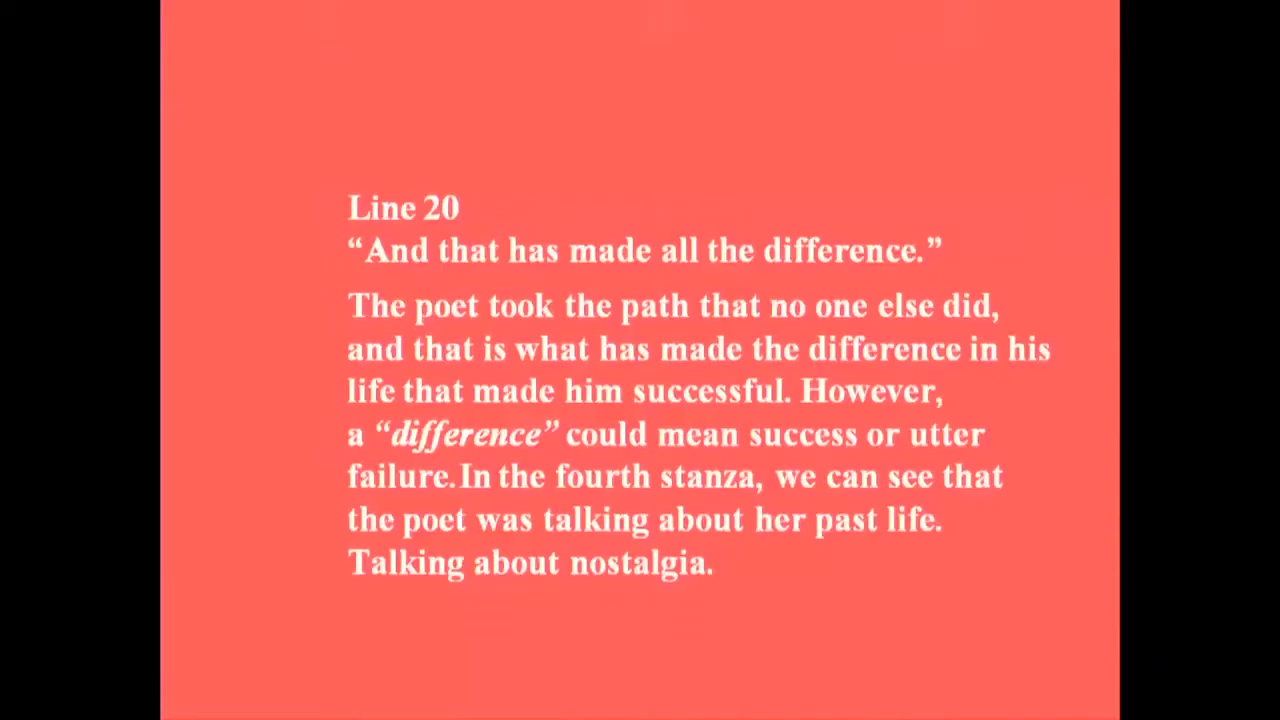 Line 20
“And that has made all the difference.”
The poet took the path that no one else did,
and that is what has made the difference in his
life that made him successful. However,
a “difference” could mean success or utter
failure.In the fourth stanza, we can see that
the poet was talking about her past life.
Talking about nostalgia.